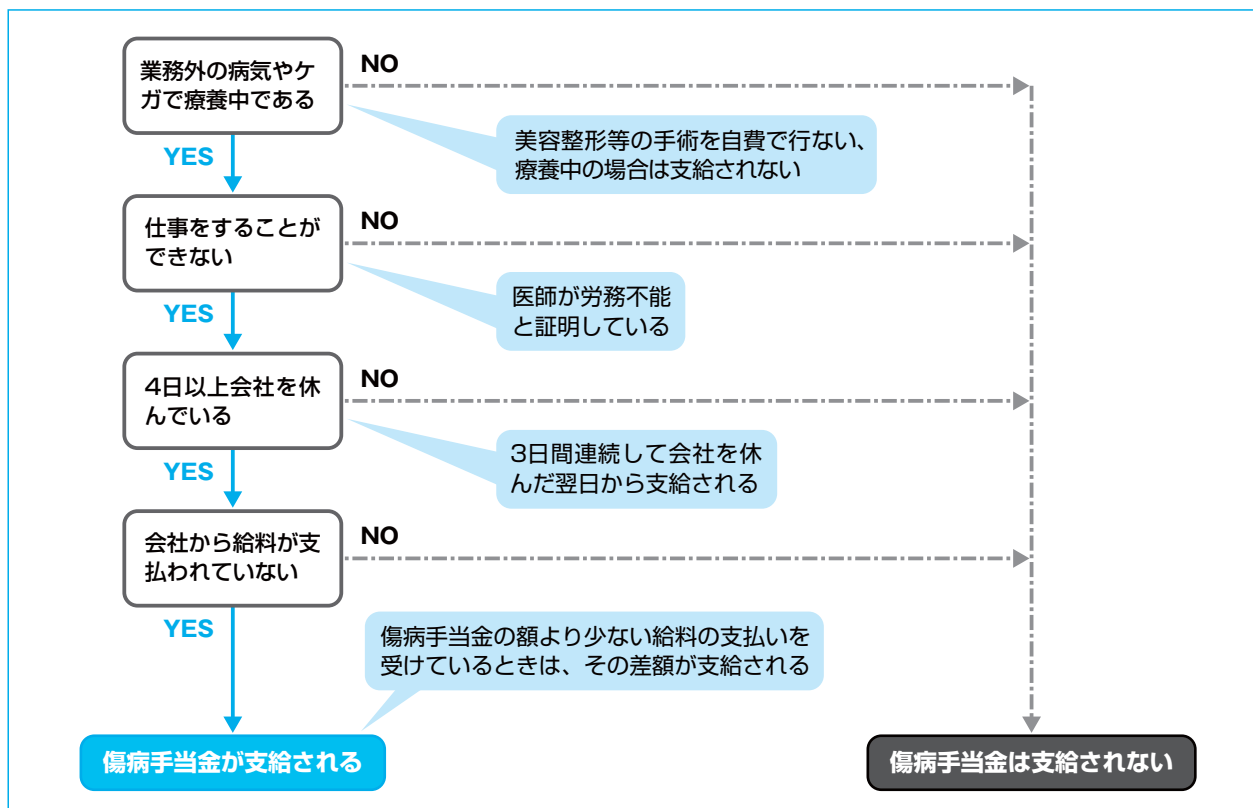 業務外の病気やケ
ガで療養中である
NO
美容整形等の手術を自費で行ない、
療養中の場合は支給されない
YES
仕事をすることが
できない
NO
医師が労務不能
と証明している
YES
4日以上会社を休
んでいる
NO
3日間連続して会社を休
んだ翌日から支給される
YES
会社から給料が支
払われていない
NO
YES
傷病手当金の額より少ない給料の支払いを
受けているときは、その差額が支給される
傷病手当金が支給される
傷病手当金は支給されない